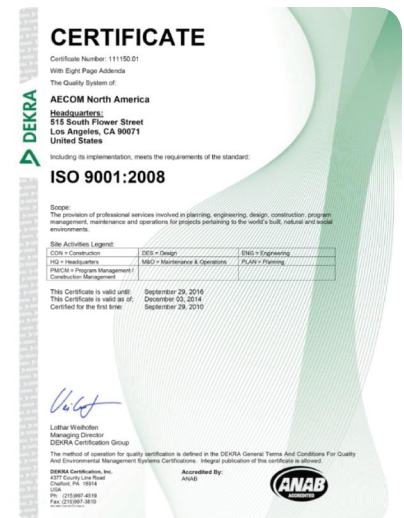 CERTIFICATE
Certificate Number: 111150.01
With Eight Page Addenda
The Quality System of:
AECOM North America
Headquarters:
515 South Flower Street
Los Angeles, CA 90071
United States
DEKRA
Including its implementation, meets the requirements of the standard:
ISO 9001:2008
Scope:
The provision of professional services involved in planning, engineering, design, construction, program
management, maintenance and operations for projects pertaining to the world's built, natural and social
environments.
Site Activities Legend:
CON = Construction DES = Design ENG = Engineering
HQ = Headquarters M&O = Maintenance & Operations PLAN = Planning
PM/CM = Program Management /
Construction Management
This Certificate is valid until: September 29, 2016
This Certificate is valid as of: December 03, 2014
Certified for the first time: September 29, 2010
Lothar Weihofen
Managing Director
DEKRA Certification Group
The method of operation for quality certification is defined in the DEKRA General Terms And Conditions For Quality
And Environmental Management Systems Certifications. Integral publication of this certificate is allowed.
DEKRA Certification, Inc. Accredited By:
4377 County Line Road ANAB
Chalfont, PA 18914
USA
Ph: (215)997-4519
Fax: (215)997-3810
ANAB
ACCREDITED